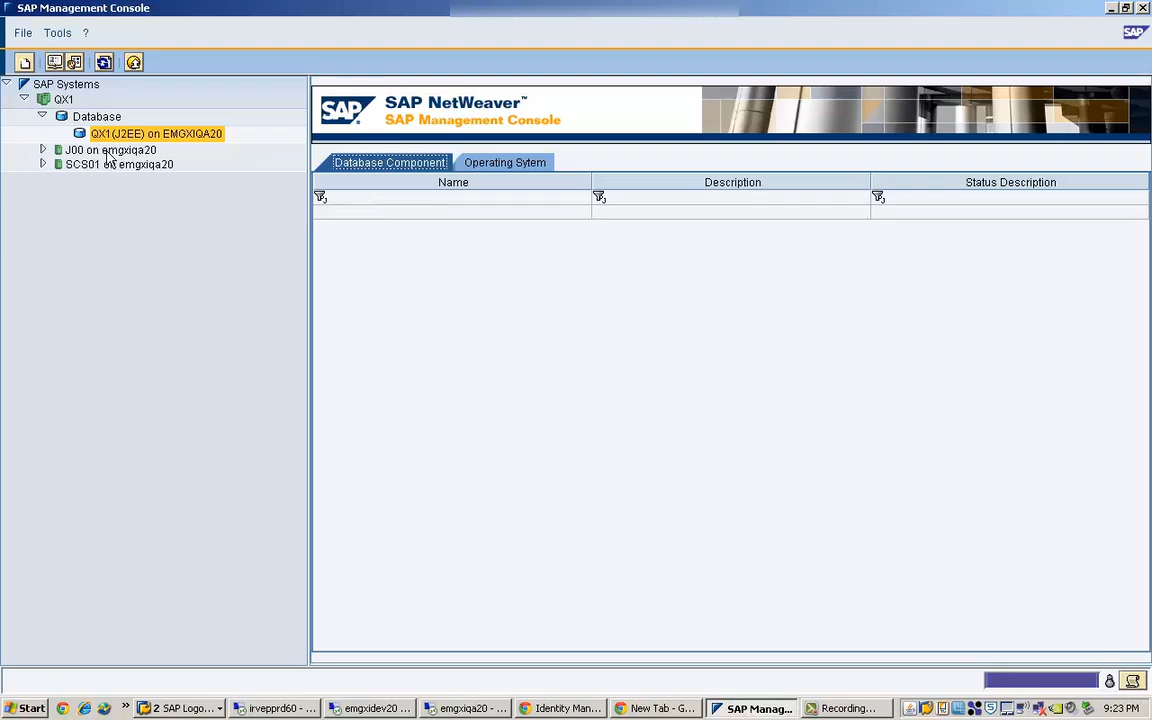 SAP Management Console
File Tools ?
SAP
SAP Systems
QX1
Database
QX1(J2EE) on EMGXIQA20
J00 on emgxiqa20
SCS01 on emgxiqa20
SAP
SAP NetWeaver™
SAP Management Console
Database Component
Operating Sytem
Name
Description
Status Description
Start
2 SAP Logo...
irvepprd60 - ...
emgxidev20 ...
emgxiqa20 - ...
Identity Man...
New Tab - G...
SAP Manag...
Recording...
9:23 PM